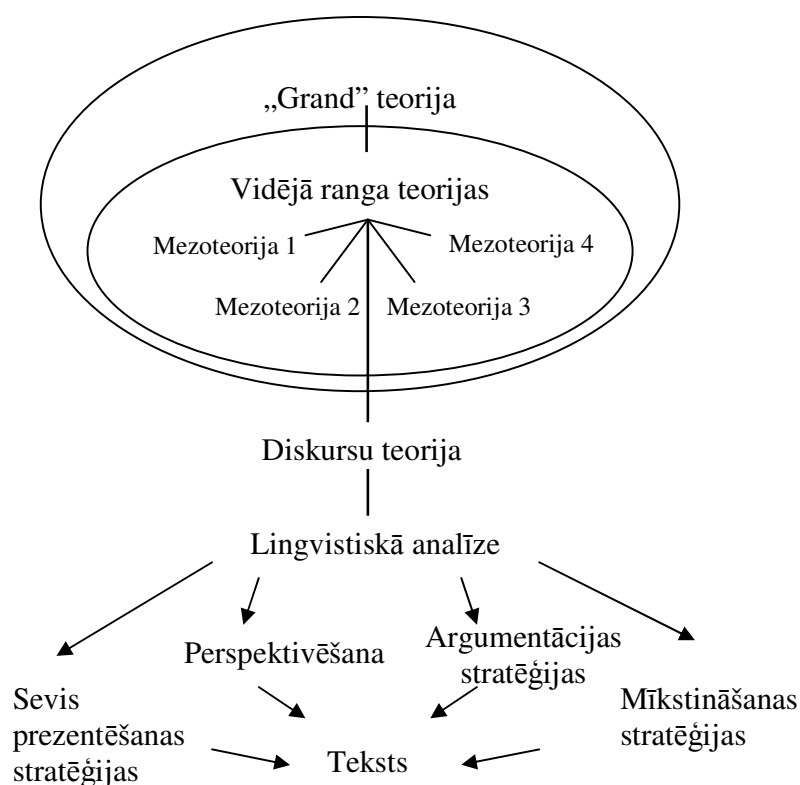 „Grand” teorija
Vidējā ranga teorijas
Mezoteorija 1
Mezoteorija 4
Mezoteorija 2
Mezoteorija 3
Diskursu teorija
Lingvistiskā analīze
Perspektivēšana
Argumentācijas
stratēģijas
Sevis
prezentēšanas
stratēģijas
Mīkstināšanas
stratēģijas
Teksts